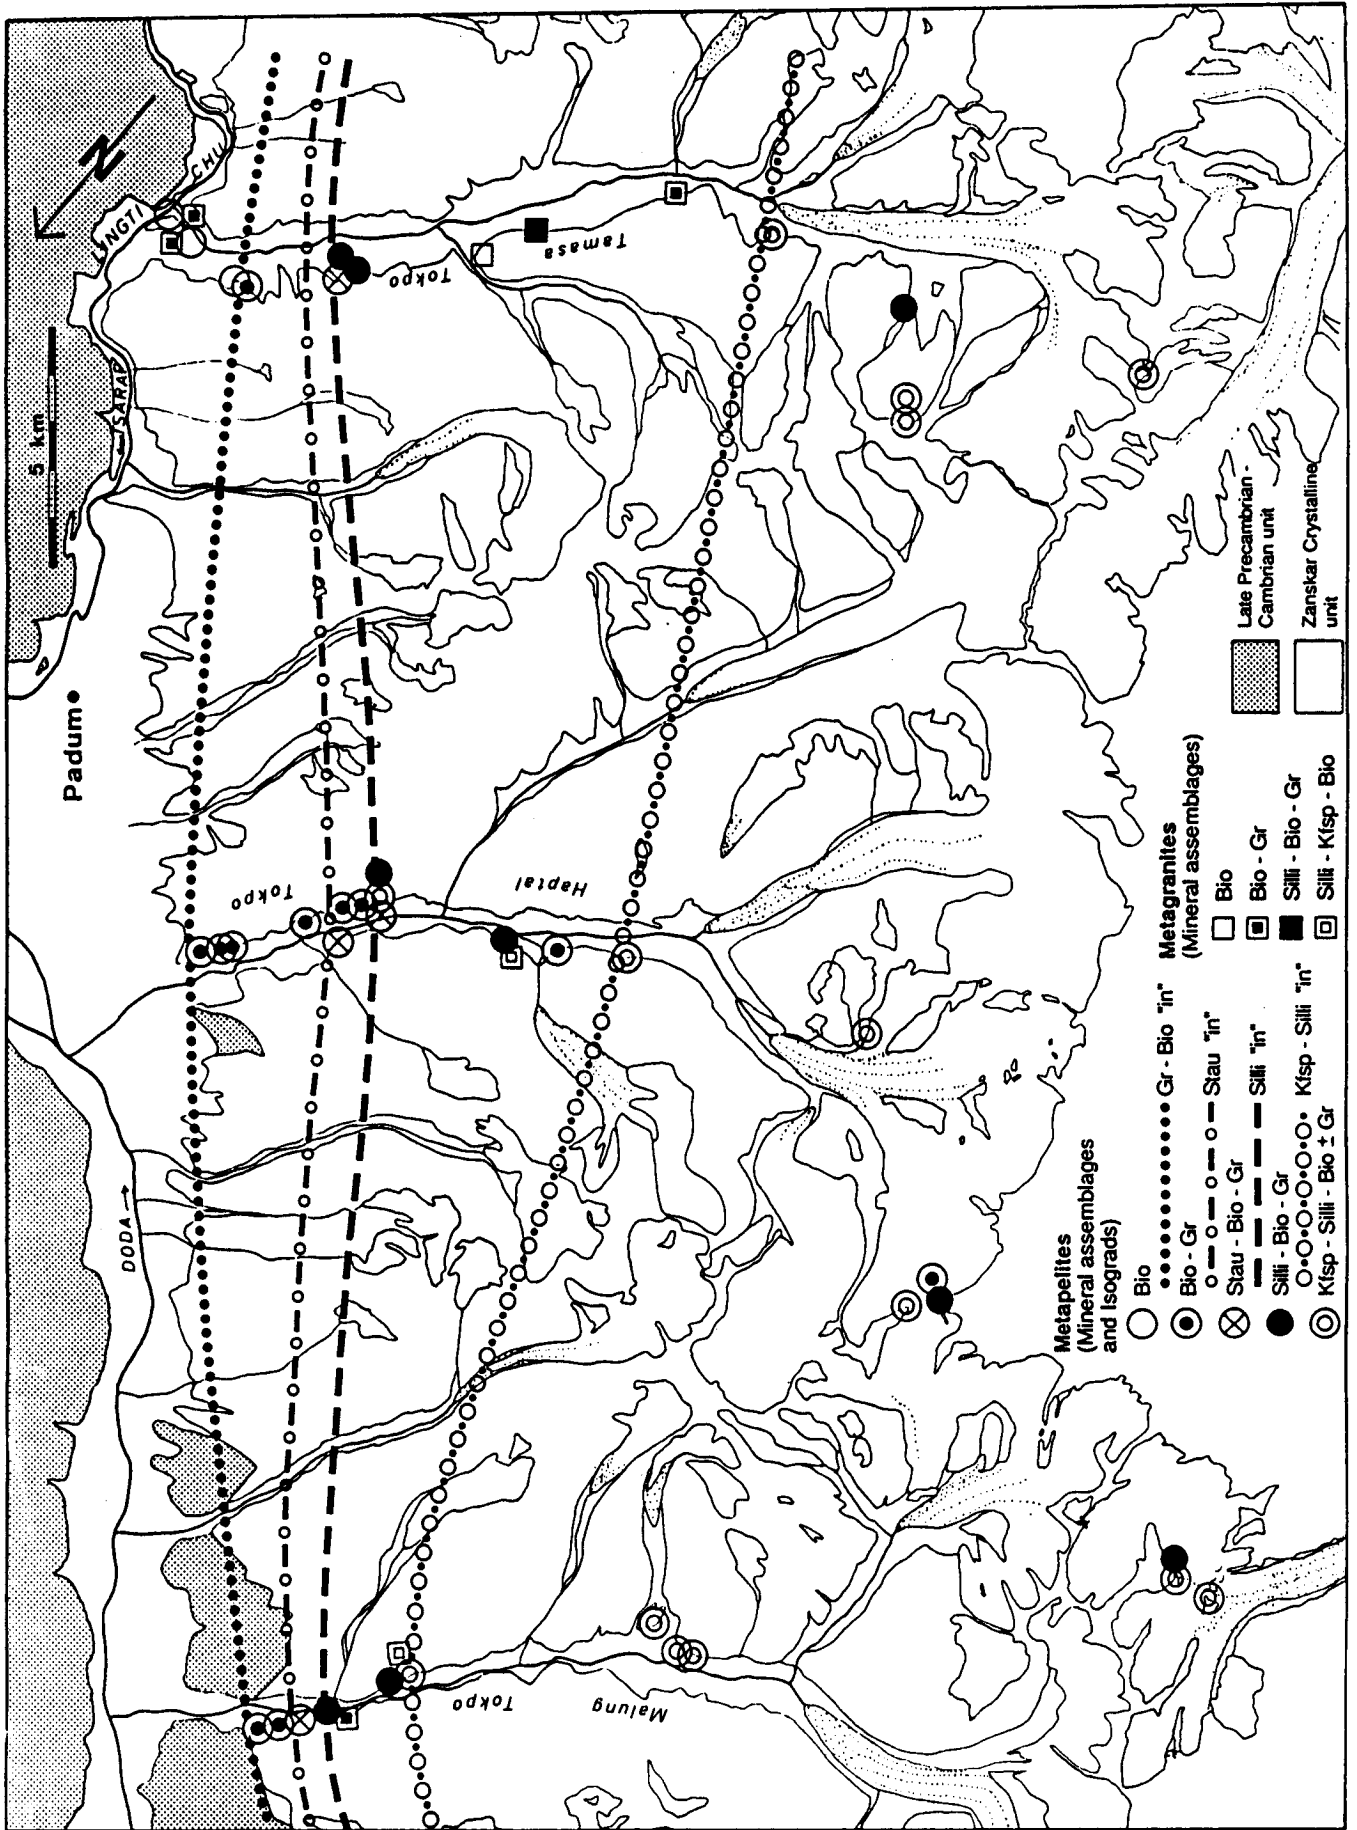 N
LINGTI
CHU
TSARAP
5 km
Padum
DODA
Tokpo
Tamasa
Tokpo
Haptal
Tokpo
Malung
Metapelites
(Mineral assemblages
and Isograds)
Bio
Gr - Bio "in"
Bio - Gr
Stau "in"
Stau - Bio - Gr
Silli "in"
Silli - Bio - Gr
Kfsp - Silli "in"
Kfsp - Silli - Bio ± Gr
Metagranites
(Mineral assemblages)
Bio
Bio - Gr
Silli - Bio - Gr
Silli - Kfsp - Bio
Late Precambrian -
Cambrian unit
Zanskar Crystalline
unit